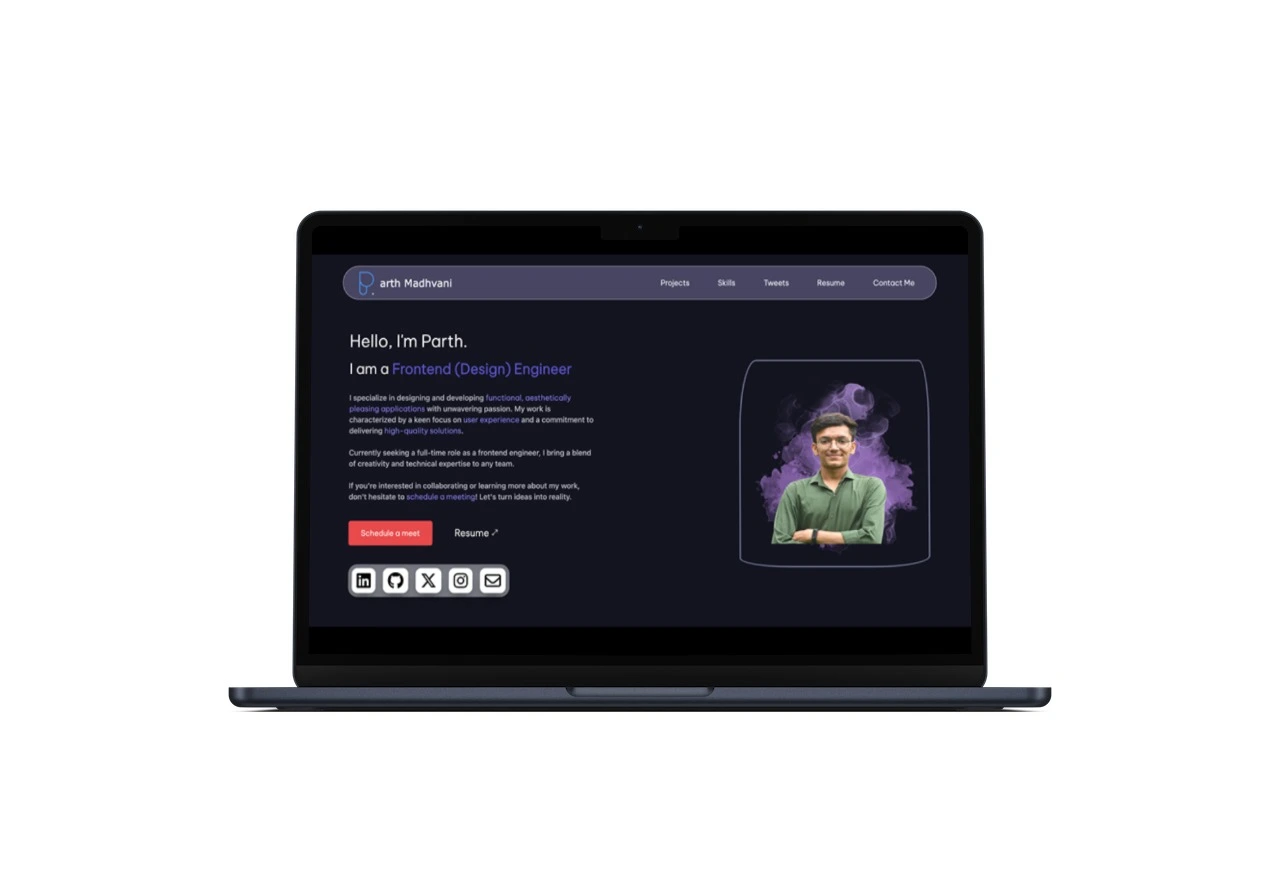 Parth Madhvani
Projects
Skills
Tweets
Resume
Contact Me
Hello, I'm Parth.
I am a Frontend (Design) Engineer
I specialize in designing and developing functional, aesthetically
pleasing applications with unwavering passion. My work is
characterized by a keen focus on user experience and a commitment to
delivering high-quality solutions.
Currently seeking a full-time role as a frontend engineer, I bring a blend
of creativity and technical expertise to any team.
If you're interested in collaborating or learning more about my work,
don't hesitate to schedule a meeting! Let's turn ideas into reality.
Schedule a meet
Resume ⤢
in
X